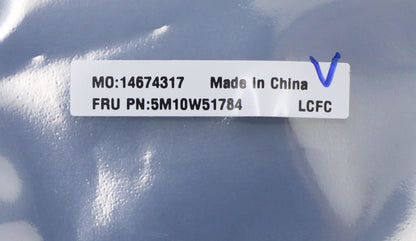 MO:14674317 Made In China
FRU PN:5M10W51784 LCFC